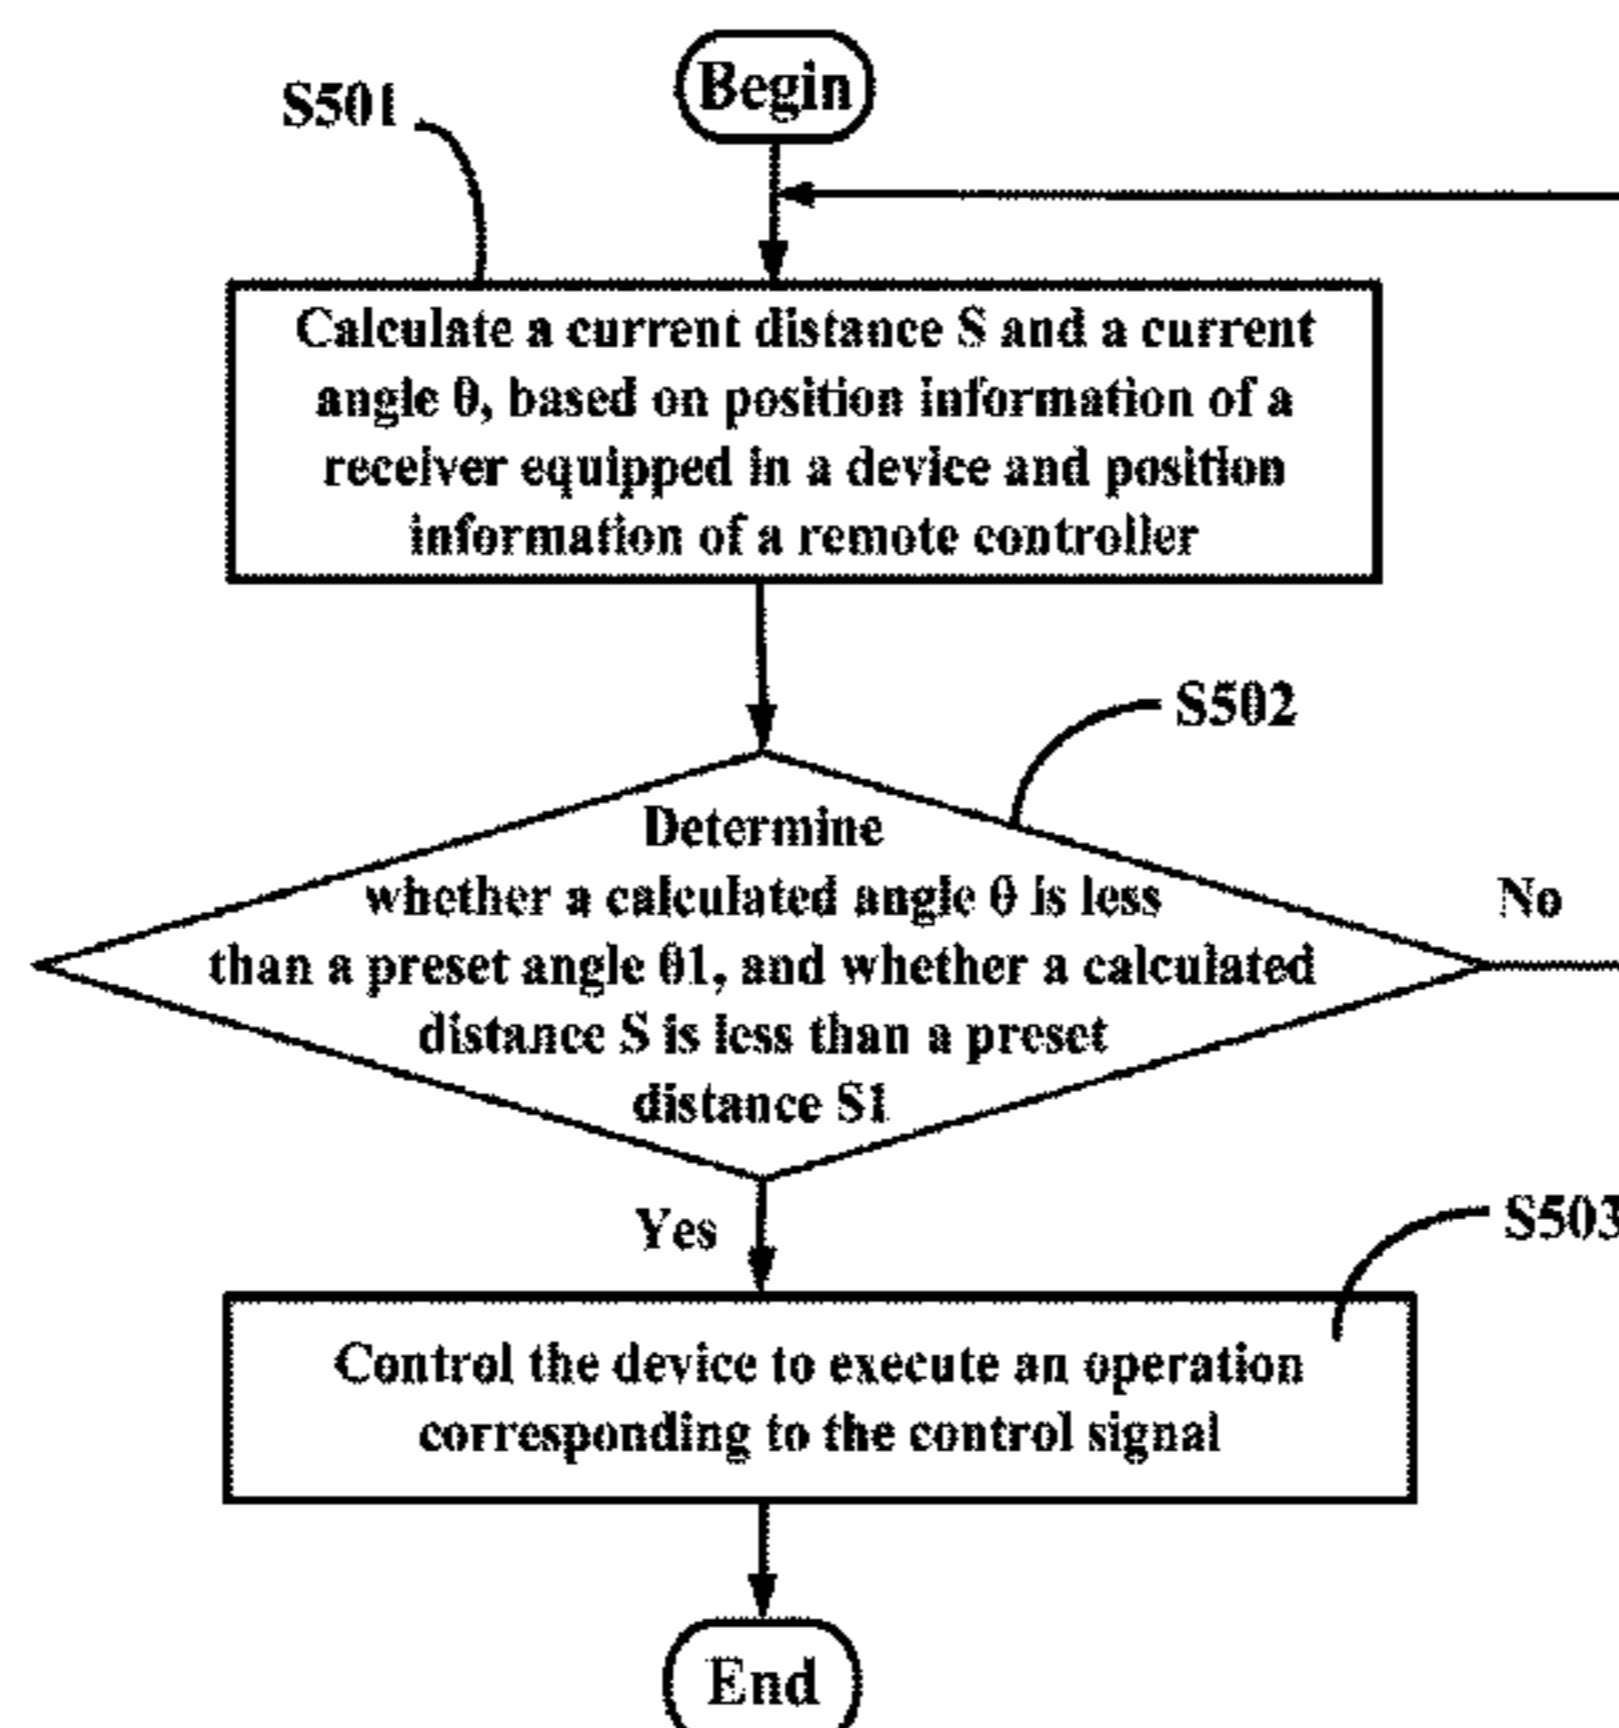 Begin
S501
Calculate a current distance S and a current
angle θ, based on position information of a
receiver equipped in a device and position
information of a remote controller
S502
Determine
whether a calculated angle θ is less
than a preset angle θ1, and whether a calculated
distance S is less than a preset
distance S1
No
Yes
S503
Control the device to execute an operation
corresponding to the control signal
End